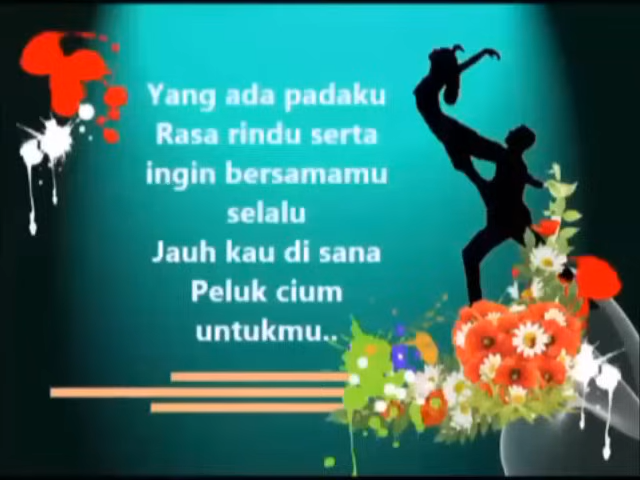 Yang ada padaku
Rasa rindu serta
ingin bersamamu
selalu
Jauh kau di sana
Peluk cium
untukmu..